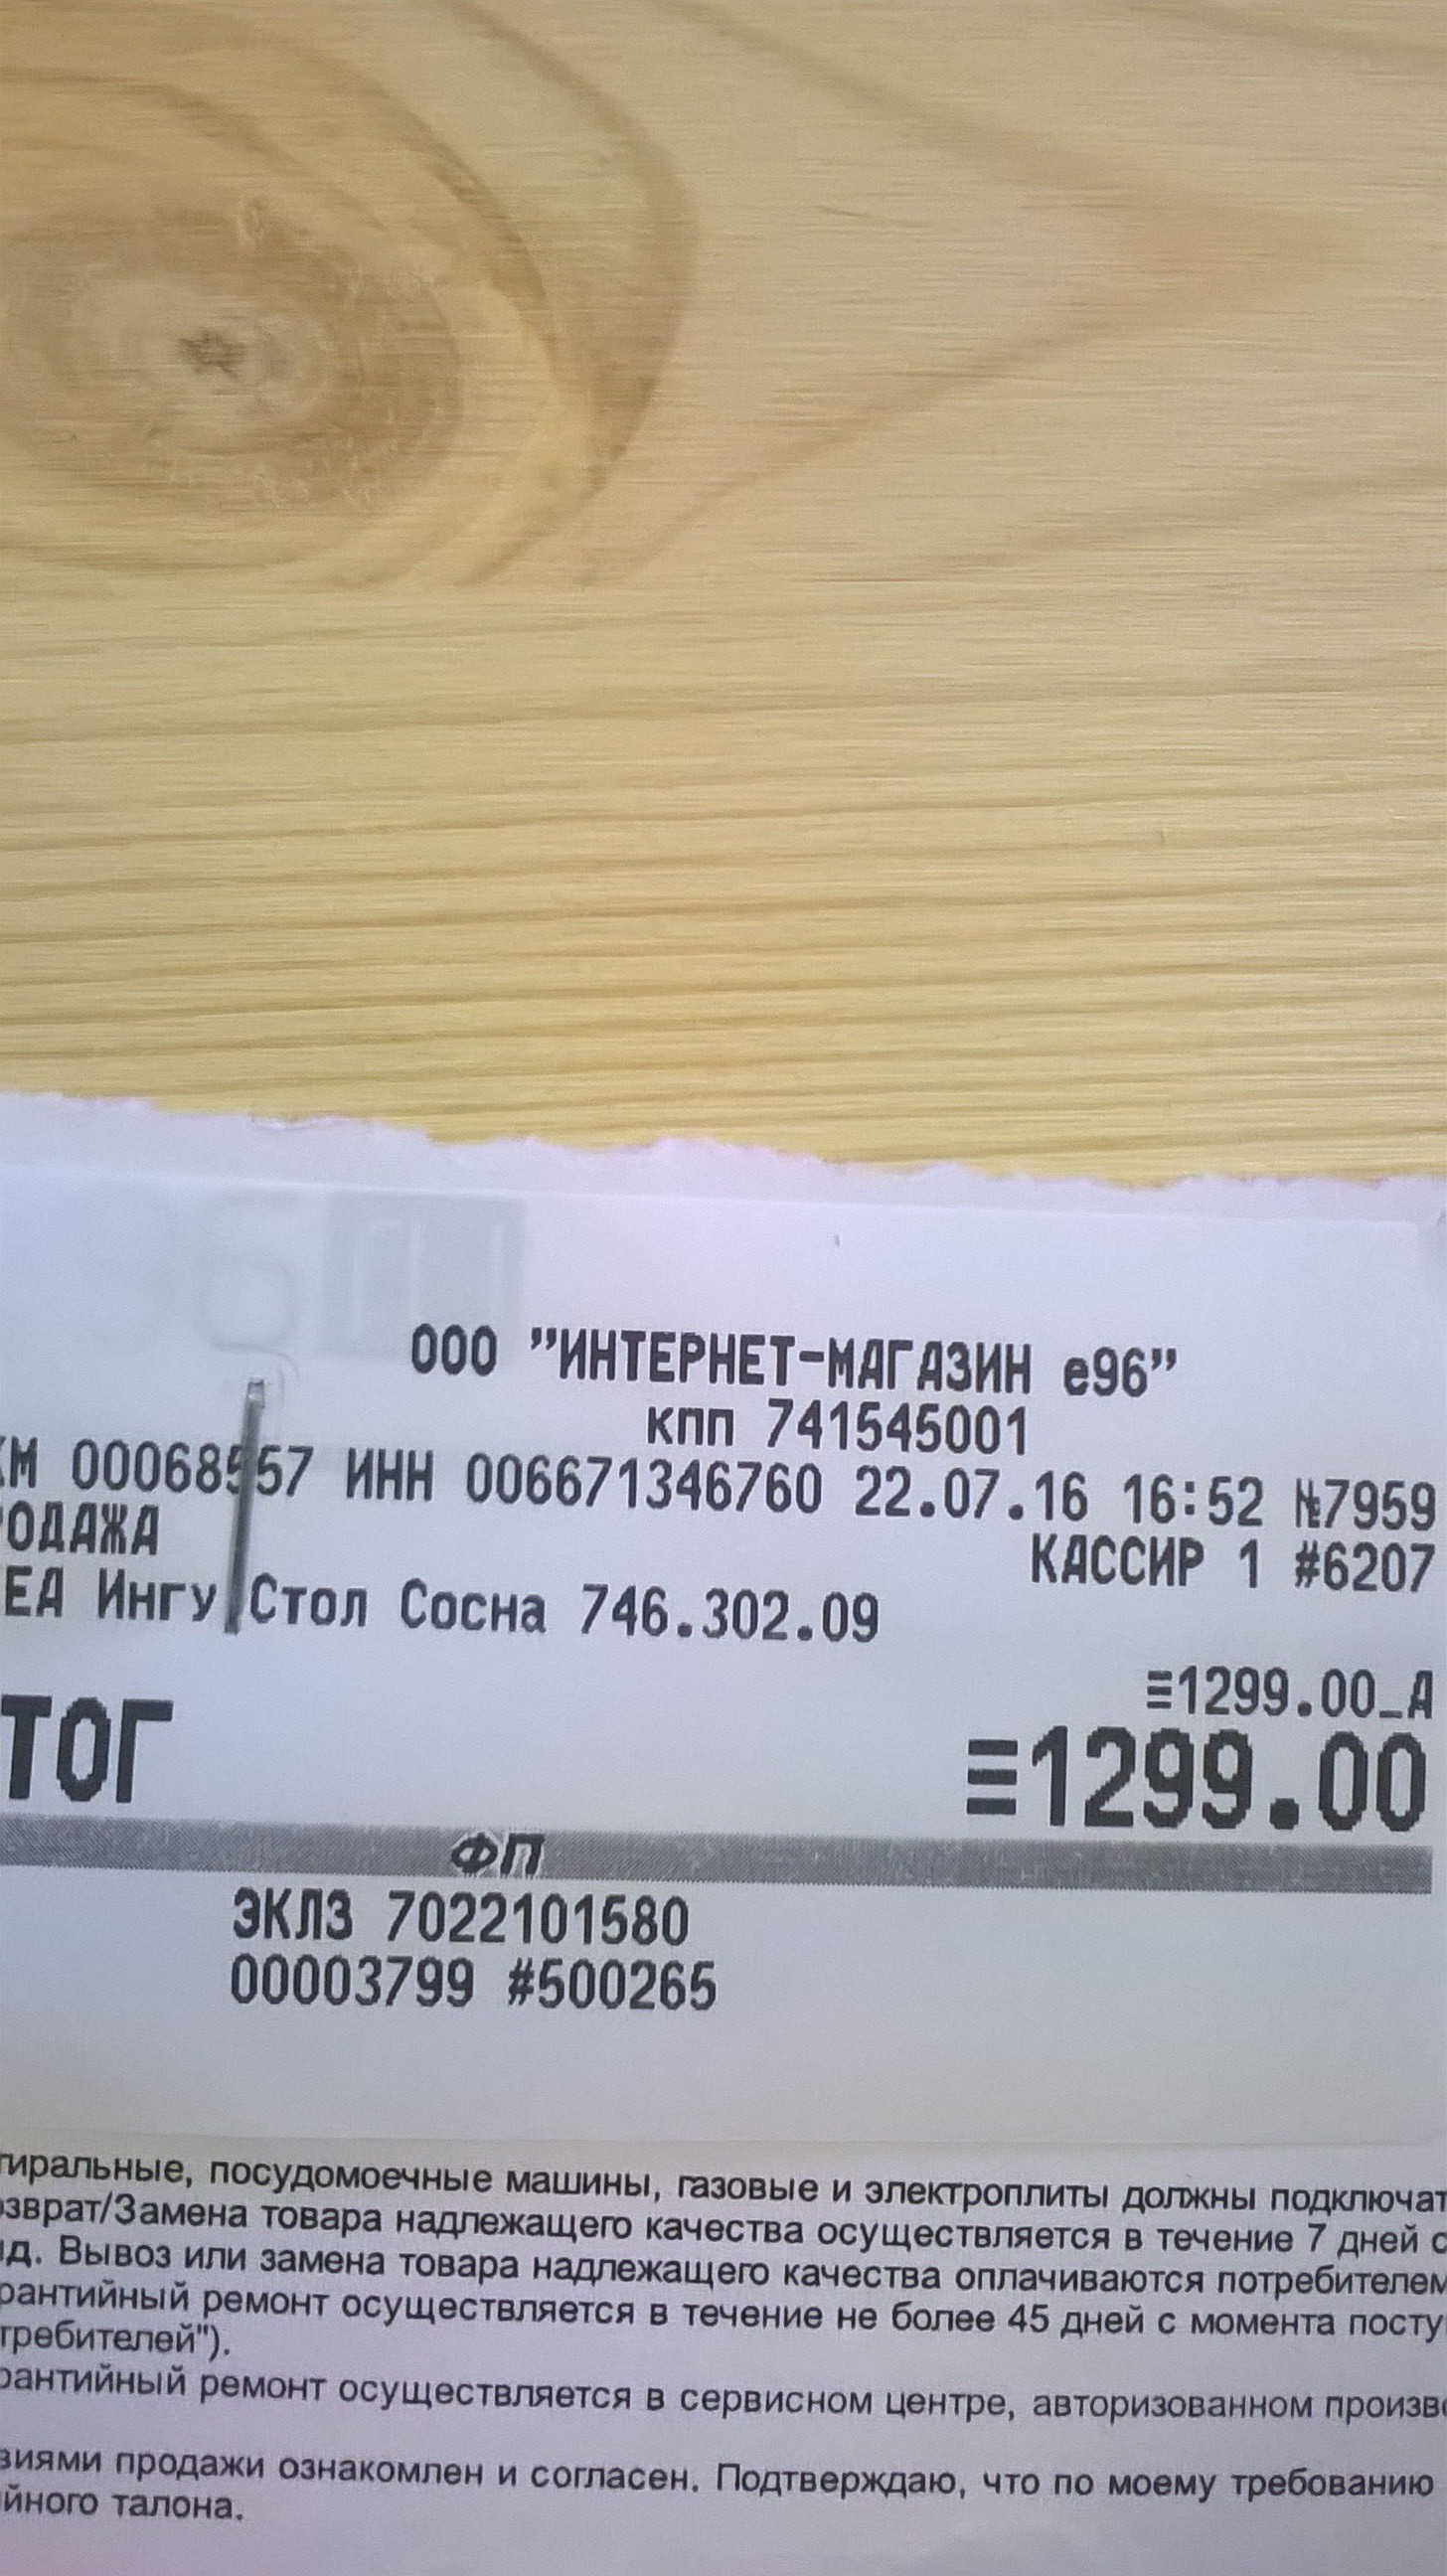 ООО "ИНТЕРНЕТ-МАГАЗИН е96"
кпп 741545001
КМ 00068557 ИНН 006671346760 22.07.16 16:52 №7959
РОДАЖА
КАССИР 1 #6207
ЕА Ингу Стол Сосна 746.302.09
≡1299.00_А
ТОГ ≡1299.00
ФП
ЭКЛЗ 7022101580
00003799 #500265
тиральные, посудомоечные машины, газовые и электроплиты должны подключат
озврат/Замена товара надлежащего качества осуществляется в течение 7 дней с
д. Вывоз или замена товара надлежащего качества оплачиваются потребителем
рантийный ремонт осуществляется в течение не более 45 дней с момента посту
требителей").
рантийный ремонт осуществляется в сервисном центре, авторизованном произв
виями продажи ознакомлен и согласен. Подтверждаю, что по моему требованию
йного талона.